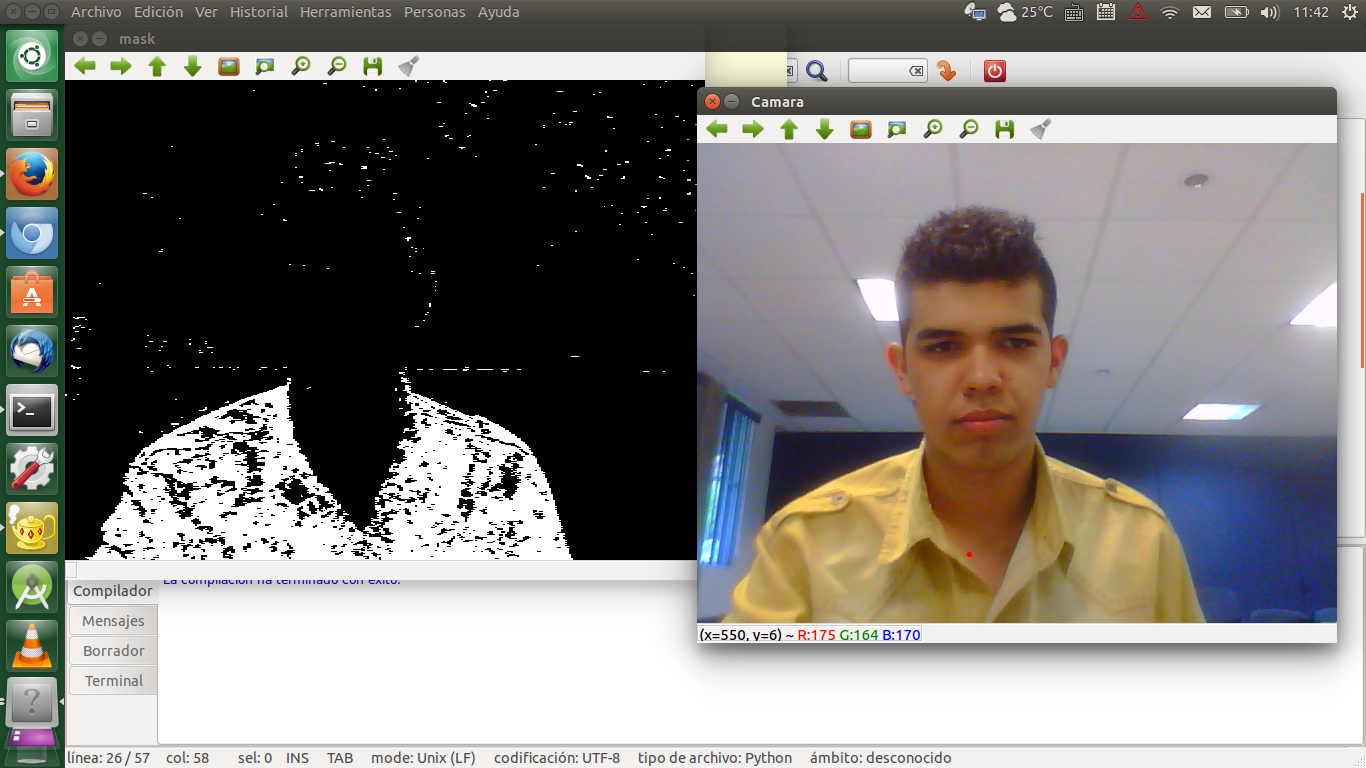 Archivo Edición Ver Historial Herramientas Personas Ayuda 25°C 11:42
mask
Camara
(x=550, y=6) ~ R:175 G:164 B:170
La compilación ha terminado con éxito.
Compilador
Mensajes
Borrador
Terminal
línea: 26 / 57 col: 58 sel: 0 INS TAB mode: Unix (LF) codificación: UTF-8 tipo de archivo: Python ámbito: desconocido